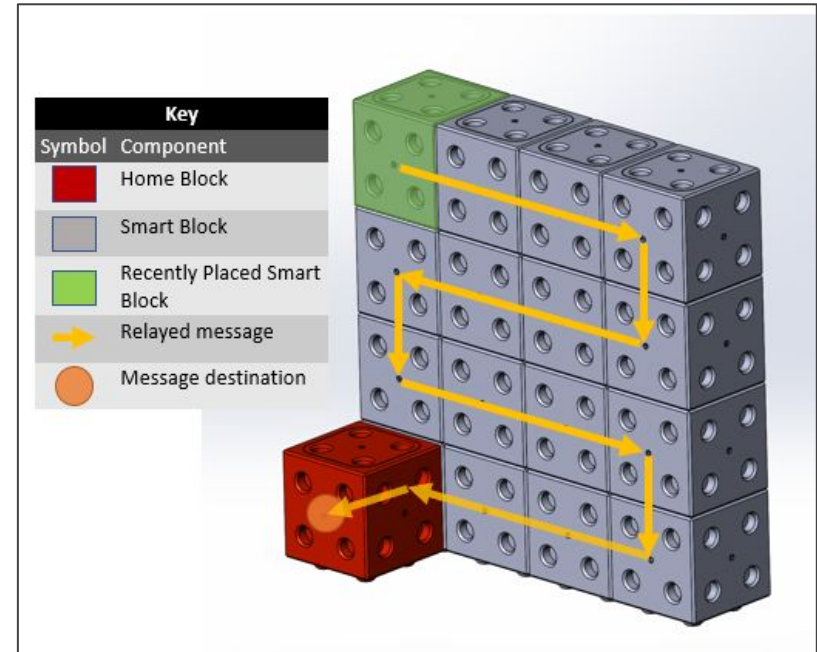 Key
Symbol Component
Home Block
Smart Block
Recently Placed Smart
Block
Relayed message
Message destination